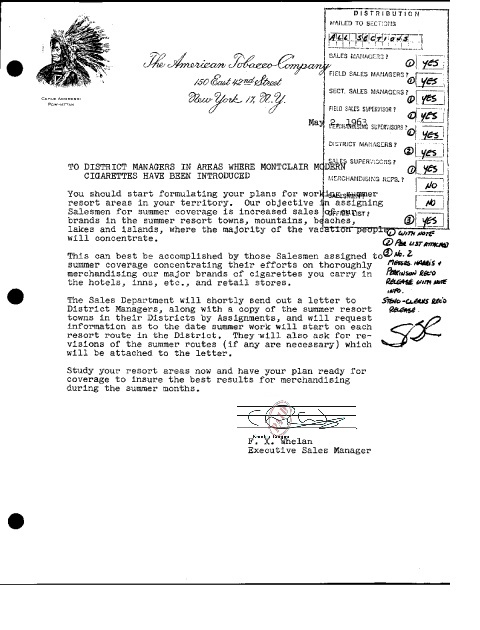 DISTRIBUTION
MAILED TO SECTIONS
ALL SECTIONS
SALES MANAGERS?
① YES
FIELD SALES MANAGERS?
① YES
SECT. SALES MANAGERS?
① YES
FIELD SALES SUPERVISOR?
① YES
MERCHANDISING SUPERVISORS?
① YES
DISTRICT MANAGERS?
② YES
SALES SUPERVISORS?
① YES
MERCHANDISING REPS.?
NO
NO
③ YES
① WITH NOTE
② PER LIST ATTACHED
③ No. 2
MESSRS. HARRIS &
PARKINSON REC'D
RELEASE WITH NOTE
INFO.
STENO-CLERKS REC'D
RELEASE.
The American Tobacco Company
150 East 42nd Street
New York 17, N.Y.
May 2, 1963
TO DISTRICT MANAGERS IN AREAS WHERE MONTCLAIR MODERN
CIGARETTES HAVE BEEN INTRODUCED
You should start formulating your plans for working summer
resort areas in your territory. Our objective in assigning
Salesmen for summer coverage is increased sales of our
brands in the summer resort towns, mountains, beaches,
lakes and islands, where the majority of the vacation people
will concentrate.
This can best be accomplished by those Salesmen assigned to
summer coverage concentrating their efforts on thoroughly
merchandising our major brands of cigarettes you carry in
the hotels, inns, etc., and retail stores.
The Sales Department will shortly send out a letter to
District Managers, along with a copy of the summer resort
towns in their Districts by Assignments, and will request
information as to the date summer work will start on each
resort route in the District. They will also ask for re-
visions of the summer routes (if any are necessary) which
will be attached to the letter.
Study your resort areas now and have your plan ready for
coverage to insure the best results for merchandising
during the summer months.
F. X. Whelan
Executive Sales Manager